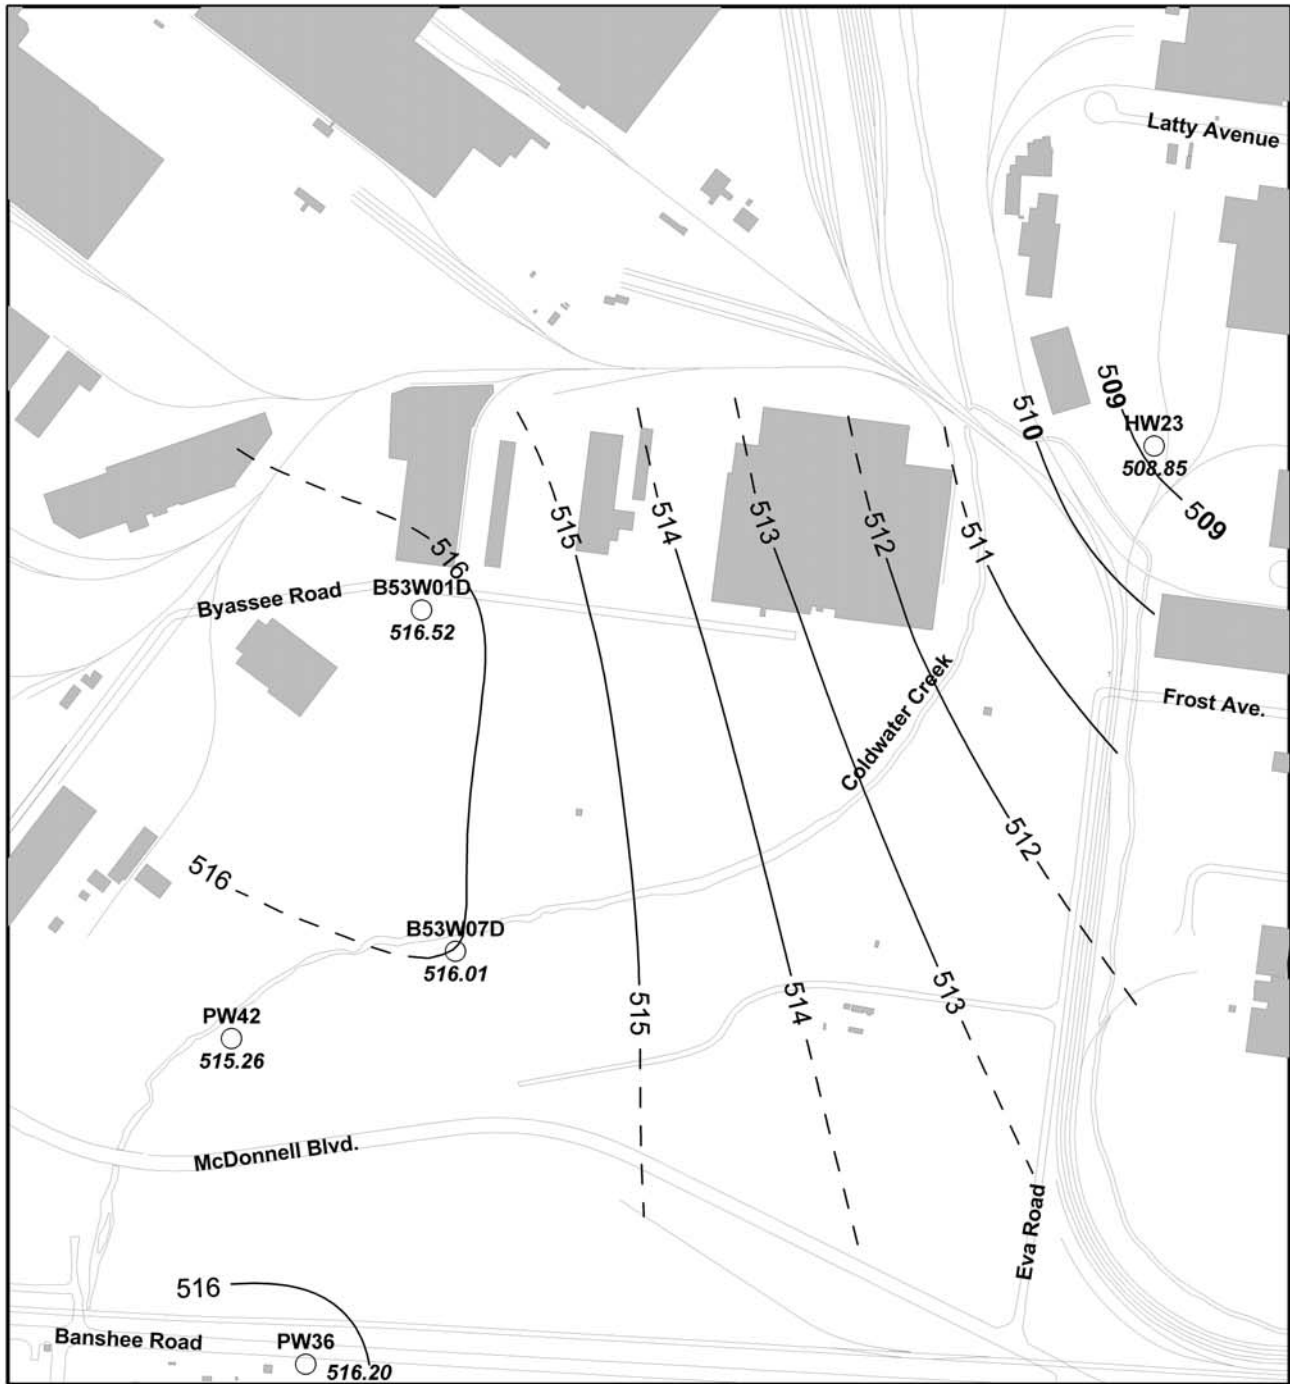 Latty Avenue
509
510
HW23
508.85
509
515
514
513
512
511
516
Byassee Road
B53W01D
516.52
Frost Ave.
Coldwater Creek
512
516
B53W07D
516.01
515
514
513
PW42
515.26
McDonnell Blvd.
Eva Road
516
Banshee Road
PW36
516.20